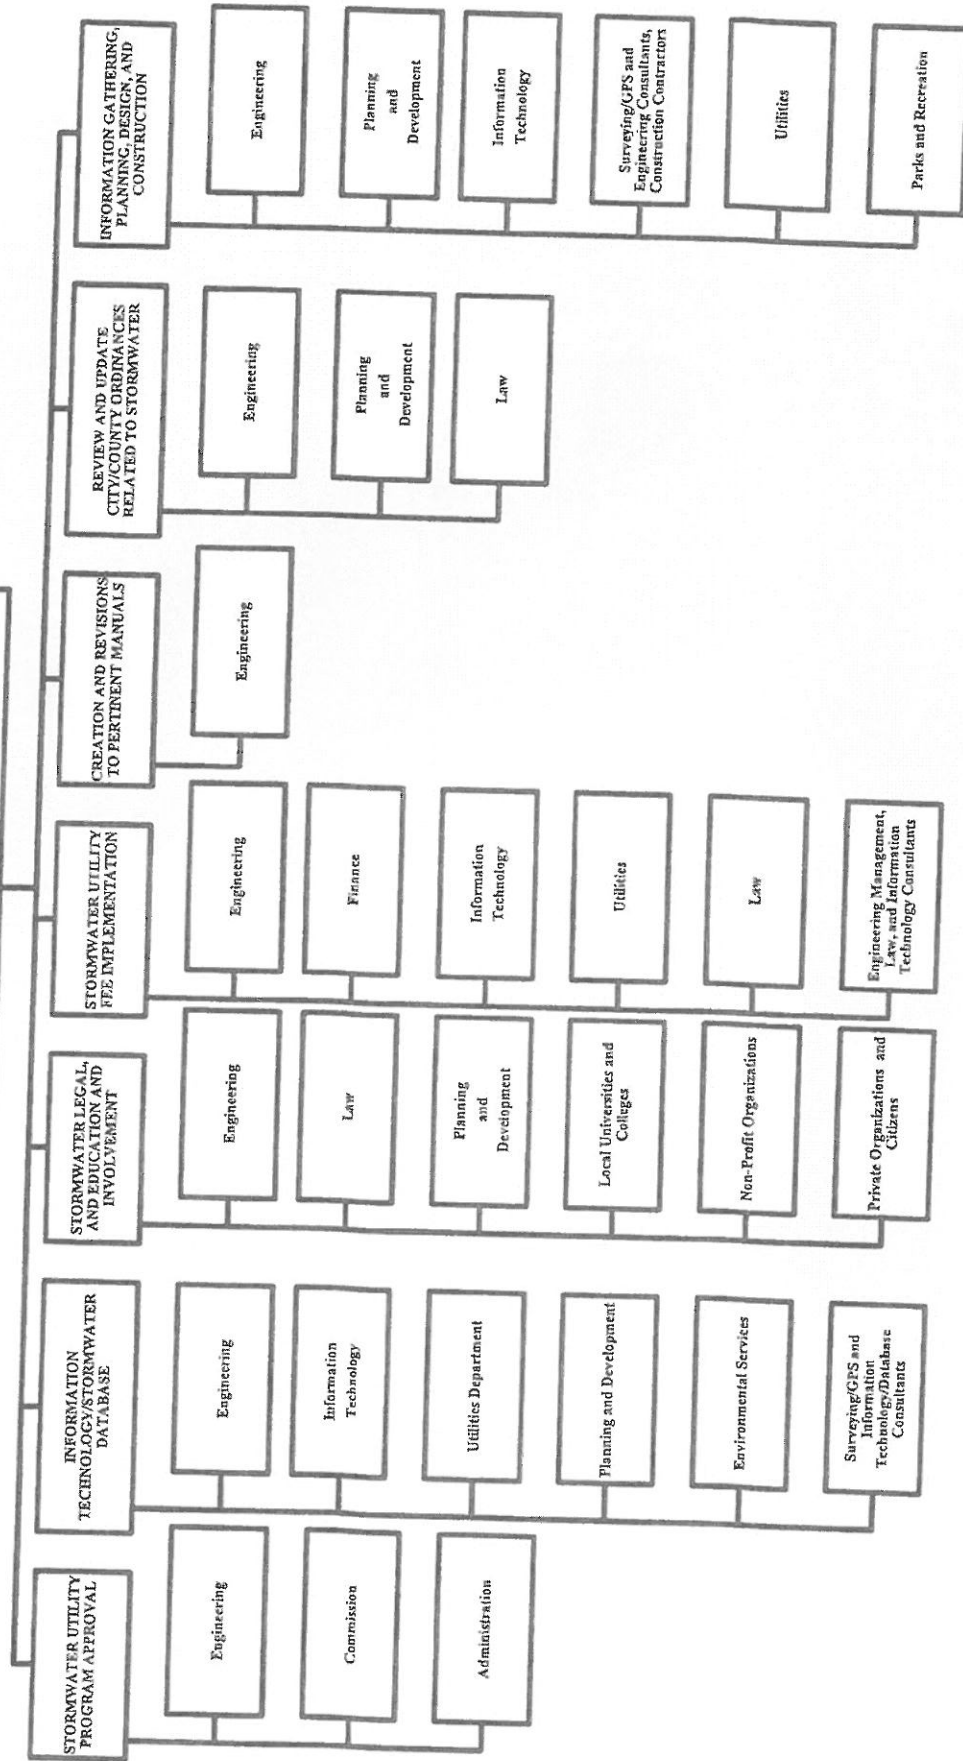 STORMWATER UTILITY
PROGRAM APPROVAL
Engineering
Commission
Administration
INFORMATION
TECHNOLOGY/STORMWATER
DATABASE
Engineering
Information
Technology
Utilities Department
Planning and Development
Environmental Services
Surveying/GPS and
Information
Technology/Database
Consultants
STORMWATER LEGAL,
AND EDUCATION AND
INVOLVEMENT
Engineering
Law
Planning
and
Development
Local Universities and
Colleges
Non-Profit Organizations
Private Organizations and
Citizens
STORMWATER UTILITY
FEE IMPLEMENTATION
Engineering
Finance
Information
Technology
Utilities
Law
Engineering Management,
Law, and Information
Technology Consultants
CREATION AND REVISIONS
TO PERTINENT MANUALS
Engineering
REVIEW AND UPDATE
CITY/COUNTY ORDINANCES
RELATED TO STORMWATER
Engineering
Planning
and
Development
Law
INFORMATION GATHERING,
PLANNING, DESIGN, AND
CONSTRUCTION
Engineering
Planning
and
Development
Information
Technology
Surveying/GPS and
Engineering Consultants,
Construction Contractors
Utilities
Parks and Recreation